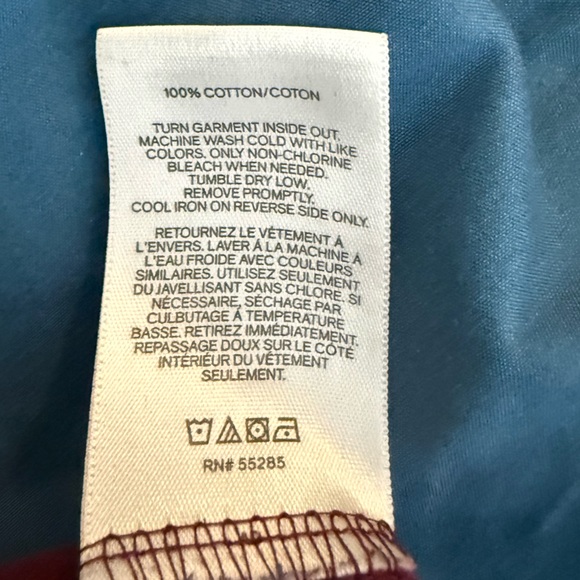 100% COTTON/COTON
TURN GARMENT INSIDE OUT.
MACHINE WASH COLD WITH LIKE
COLORS. ONLY NON-CHLORINE
BLEACH WHEN NEEDED.
TUMBLE DRY LOW.
REMOVE PROMPTLY.
COOL IRON ON REVERSE SIDE ONLY.
RETOURNEZ LE VÊTEMENT À
L'ENVERS. LAVER À LA MACHINE À
L'EAU FROIDE AVEC COULEURS
SIMILAIRES. UTILISEZ SEULEMENT
DU JAVELLISANT SANS CHLORE. SI
NÉCESSAIRE, SÉCHAGE PAR
CULBUTAGE À TEMPÉRATURE
BASSE. RETIREZ IMMÉDIATEMENT.
REPASSAGE DOUX SUR LE CÔTÉ
INTÉRIEUR DU VÊTEMENT
SEULEMENT.
RN# 55285